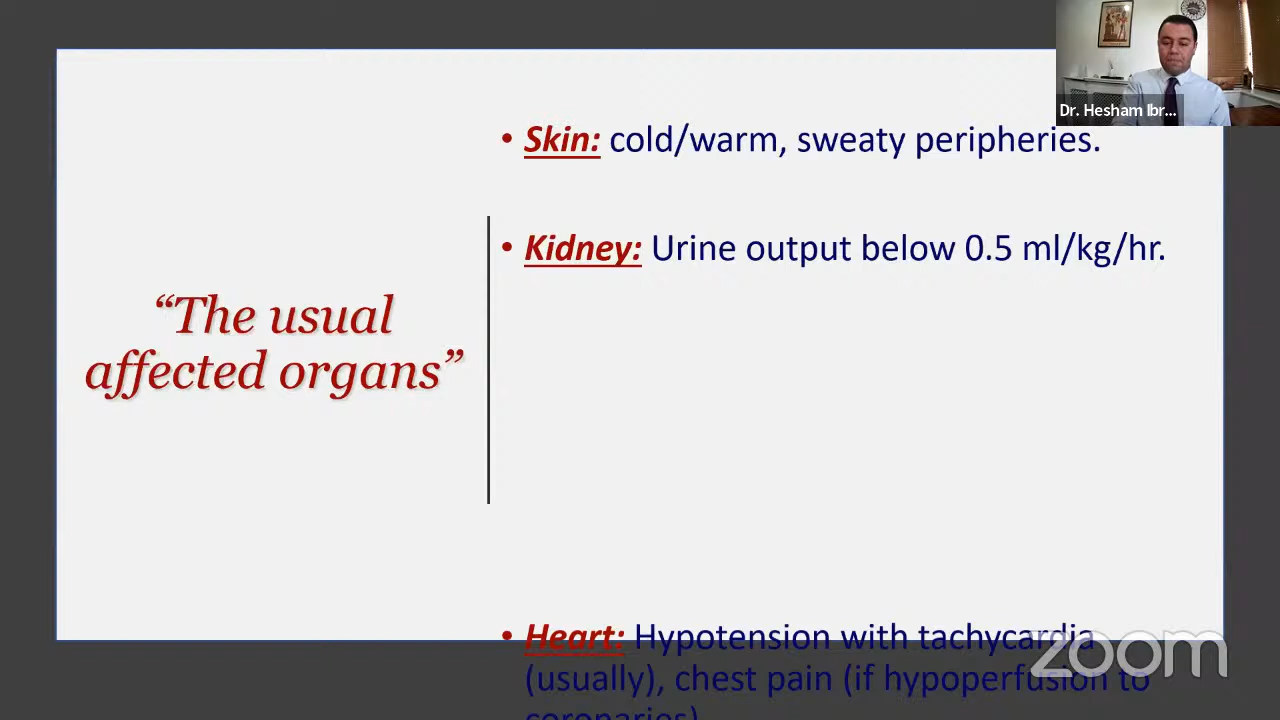 Dr. Hesham Ibr...
• Skin: cold/warm, sweaty peripheries.
• Kidney: Urine output below 0.5 ml/kg/hr.
“The usual
affected organs”
• Heart: Hypotension with tachycardia
(usually), chest pain (if hypoperfusion to
coronaries)
zoom